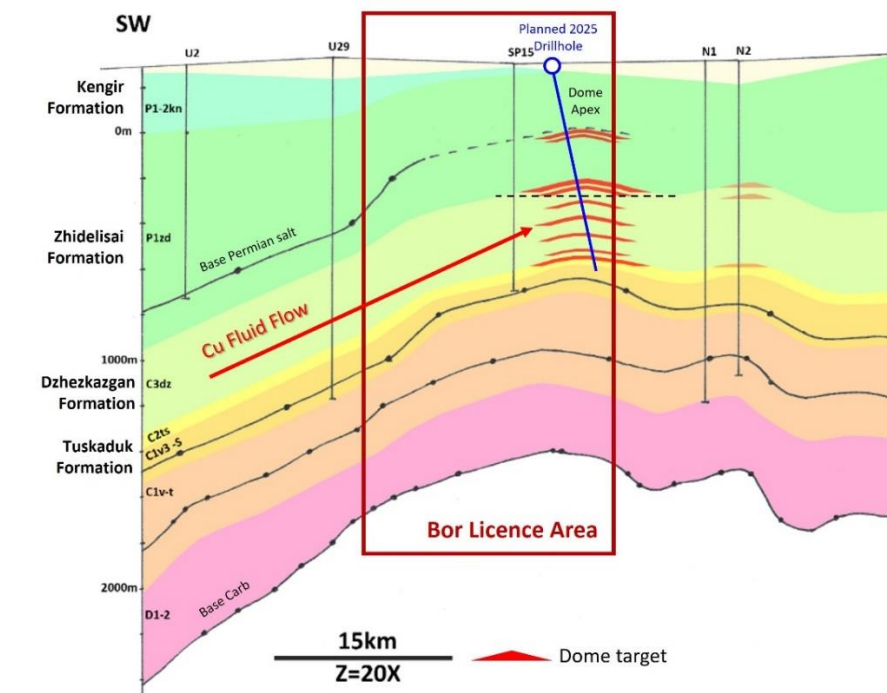 SW
U2
U29
SP15
Planned 2025
Drillhole
N1
N2
Kengir
Formation
P1-2kn
0m
Dome
Apex
Zhidelisai
Formation
P1zd
Base Permian salt
Cu Fluid Flow
1000m
Dzhezkazgan
Formation
C3dz
C2ts
C1v3 -S
Tuskaduk
Formation
C1v-t
Bor Licence Area
2000m
D1-2
Base Carb
15km
Z=20X
Dome target